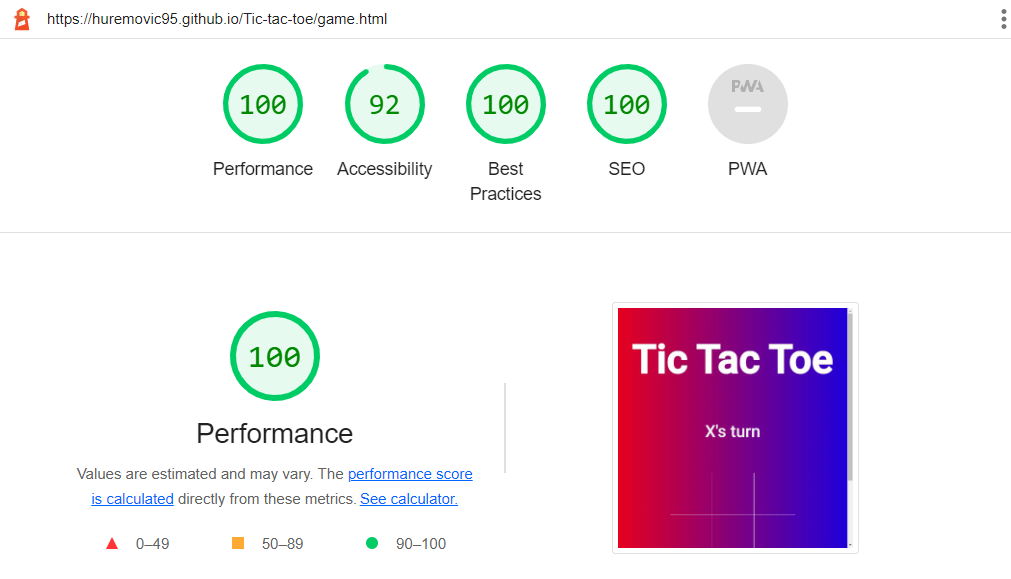 https://huremovic95.github.io/Tic-tac-toe/game.html
100
92
100
100
PWA
Performance
Accessibility
Best
Practices
SEO
PWA
100
Performance
Values are estimated and may vary. The performance score
is calculated directly from these metrics. See calculator.
0–49
50–89
90–100
Tic Tac Toe
X's turn